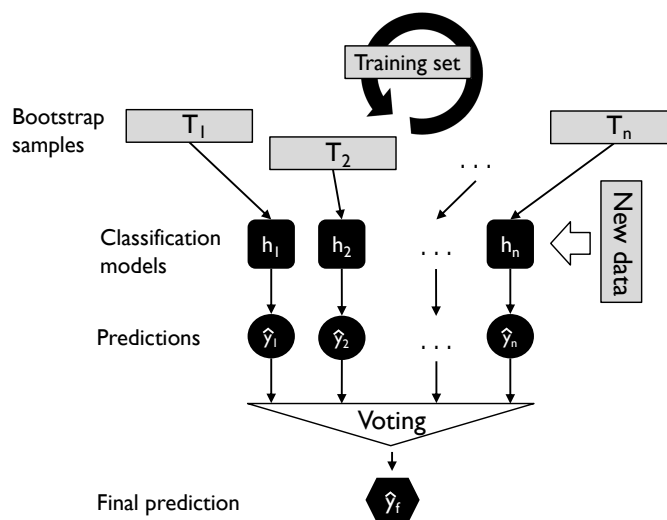 Training set
Bootstrap
samples
T1
T2
. . .
Tn
Classification
models
h1
h2
. . .
hn
New data
Predictions
ŷ1
ŷ2
. . .
ŷn
Voting
Final prediction
ŷf